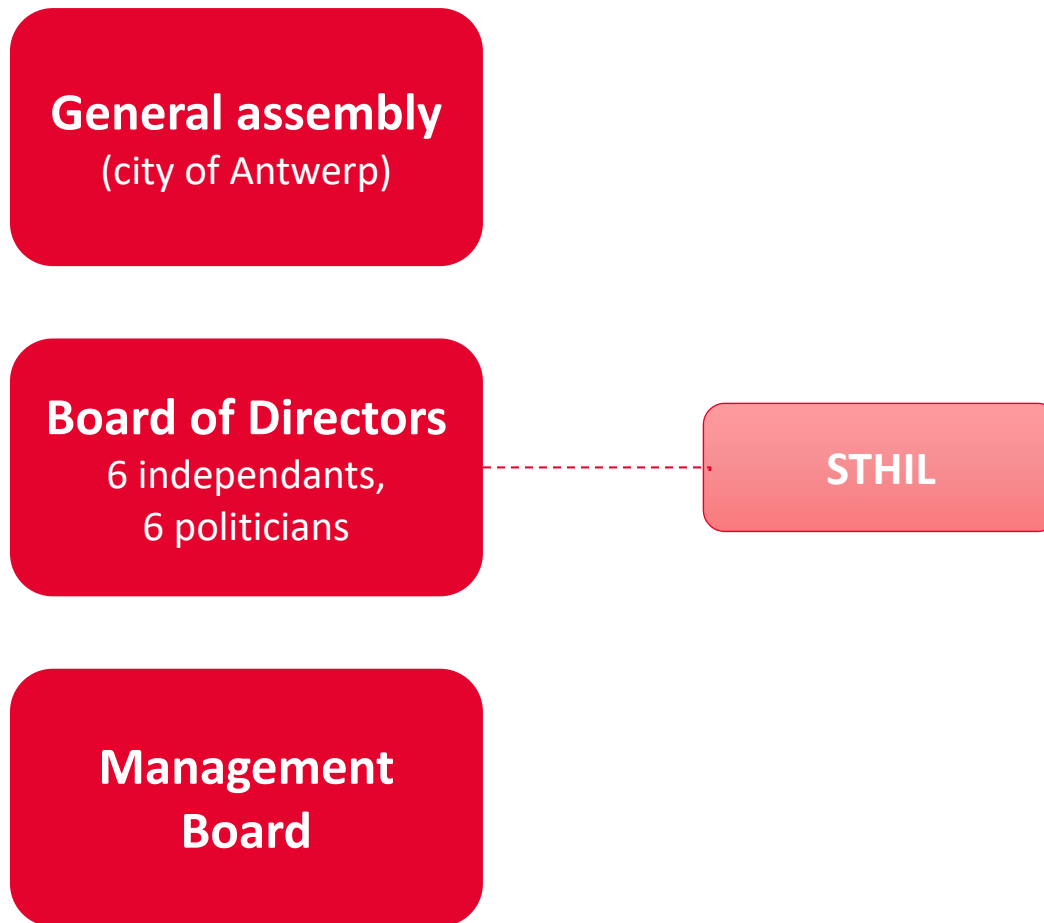 General assembly
(city of Antwerp)
Board of Directors
6 independants,
6 politicians
STHIL
Management
Board